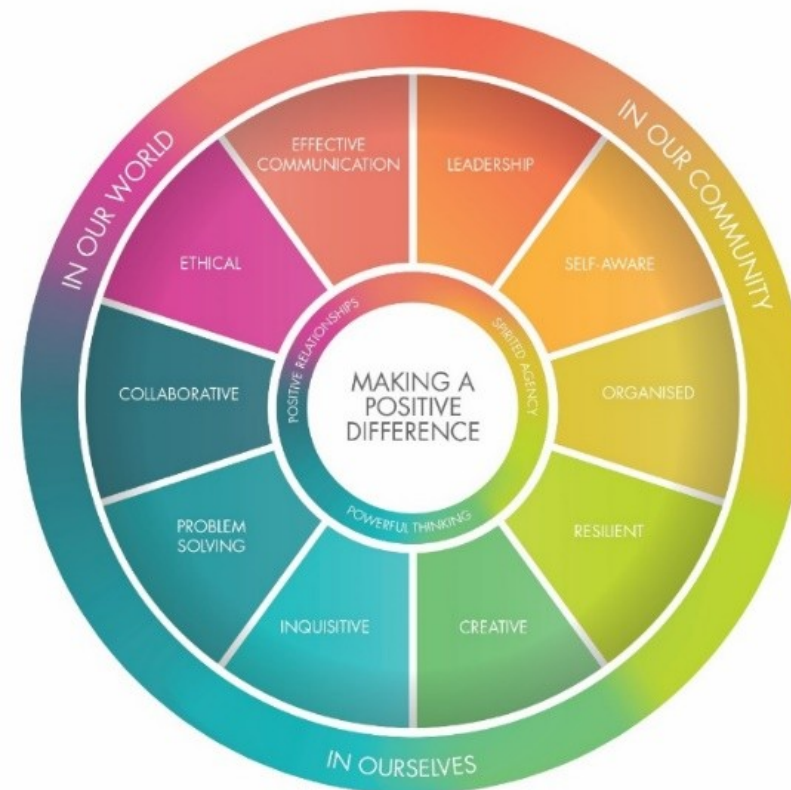 IN OUR WORLD
IN OUR COMMUNITY
IN OURSELVES
EFFECTIVE
COMMUNICATION
LEADERSHIP
SELF-AWARE
ORGANISED
RESILIENT
CREATIVE
INQUISITIVE
PROBLEM
SOLVING
COLLABORATIVE
ETHICAL
POSITIVE RELATIONSHIPS
SPIRITED AGENCY
POWERFUL THINKING
MAKING A
POSITIVE
DIFFERENCE